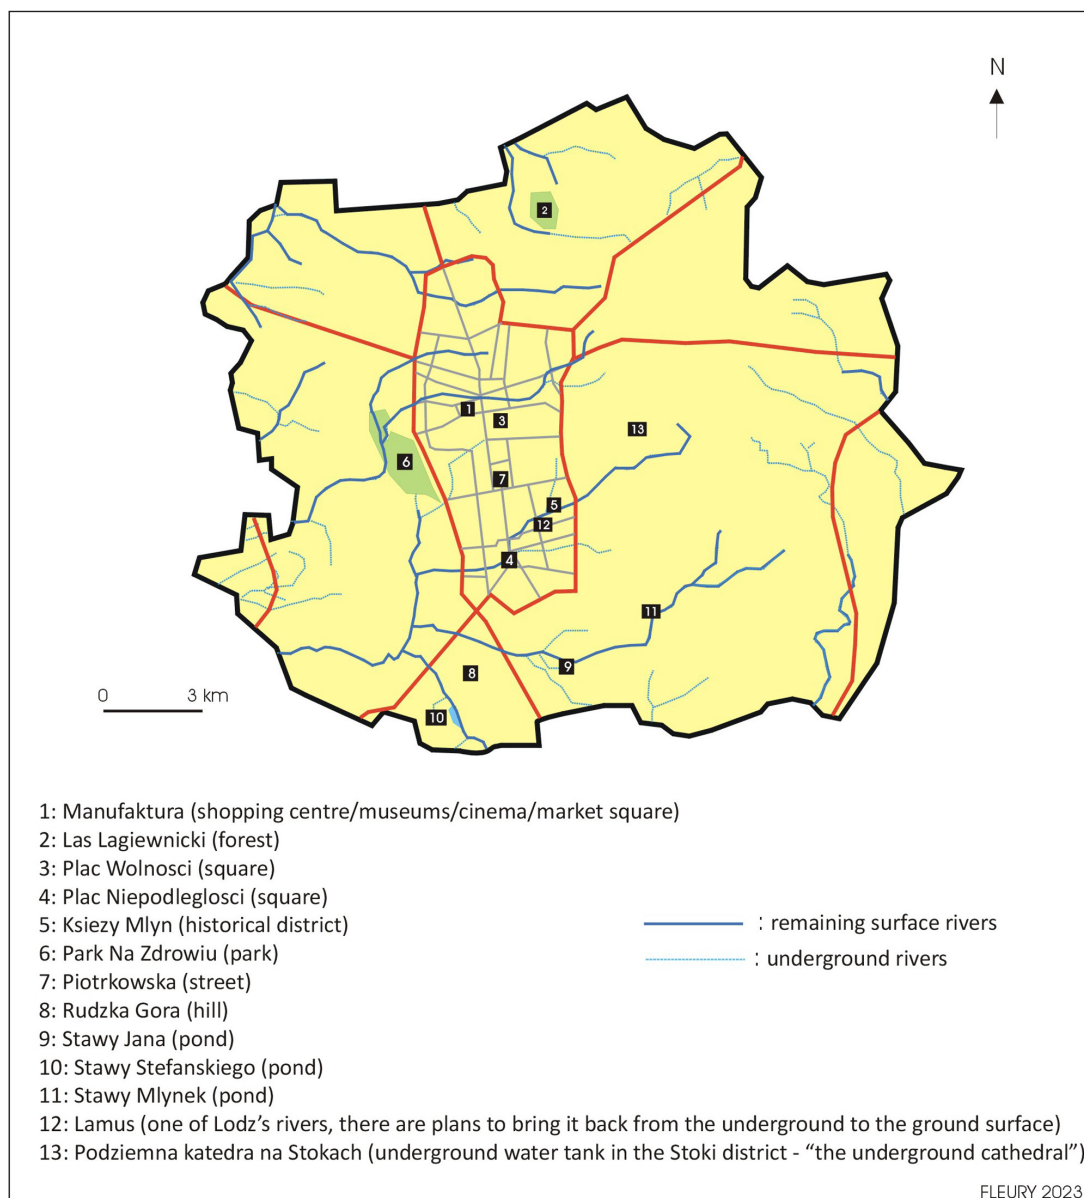 N
2
1
3
13
6
7
5
12
4
11
9
8
10
0 3 km
1: Manufaktura (shopping centre/museums/cinema/market square)
2: Las Lagiewnicki (forest)
3: Plac Wolnosci (square)
4: Plac Niepodleglosci (square)
5: Ksiezy Mlyn (historical district)
6: Park Na Zdrowiu (park)
7: Piotrkowska (street)
8: Rudzka Gora (hill)
9: Stawy Jana (pond)
10: Stawy Stefanskiego (pond)
11: Stawy Mlynek (pond)
12: Lamus (one of Lodz’s rivers, there are plans to bring it back from the underground to the ground surface)
13: Podziemna katedra na Stokach (underground water tank in the Stoki district - “the underground cathedral”)
: remaining surface rivers
: underground rivers
FLEURY 2023